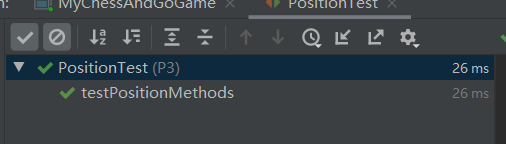 n: MyChessAndGoGame × PositionTest ×
PositionTest (P3) 26 ms
testPositionMethods 26 ms